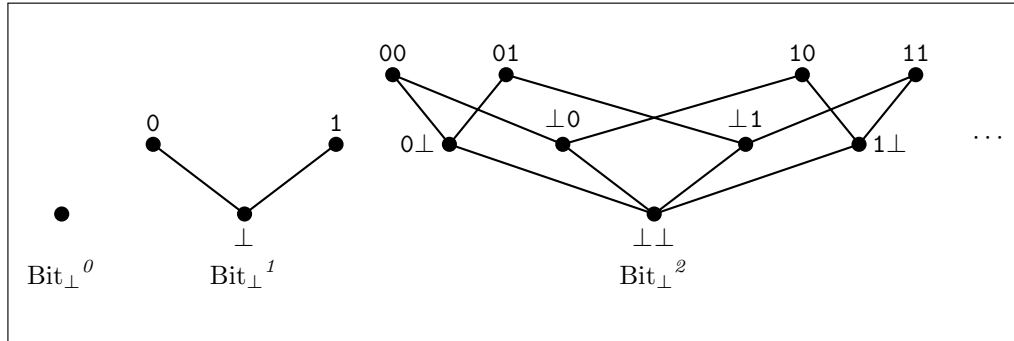 00 01 10 11
0 1 ⊥0 ⊥1
0⊥ 1⊥ ...
⊥ ⊥⊥
Bit⊥⁰ Bit⊥¹ Bit⊥²